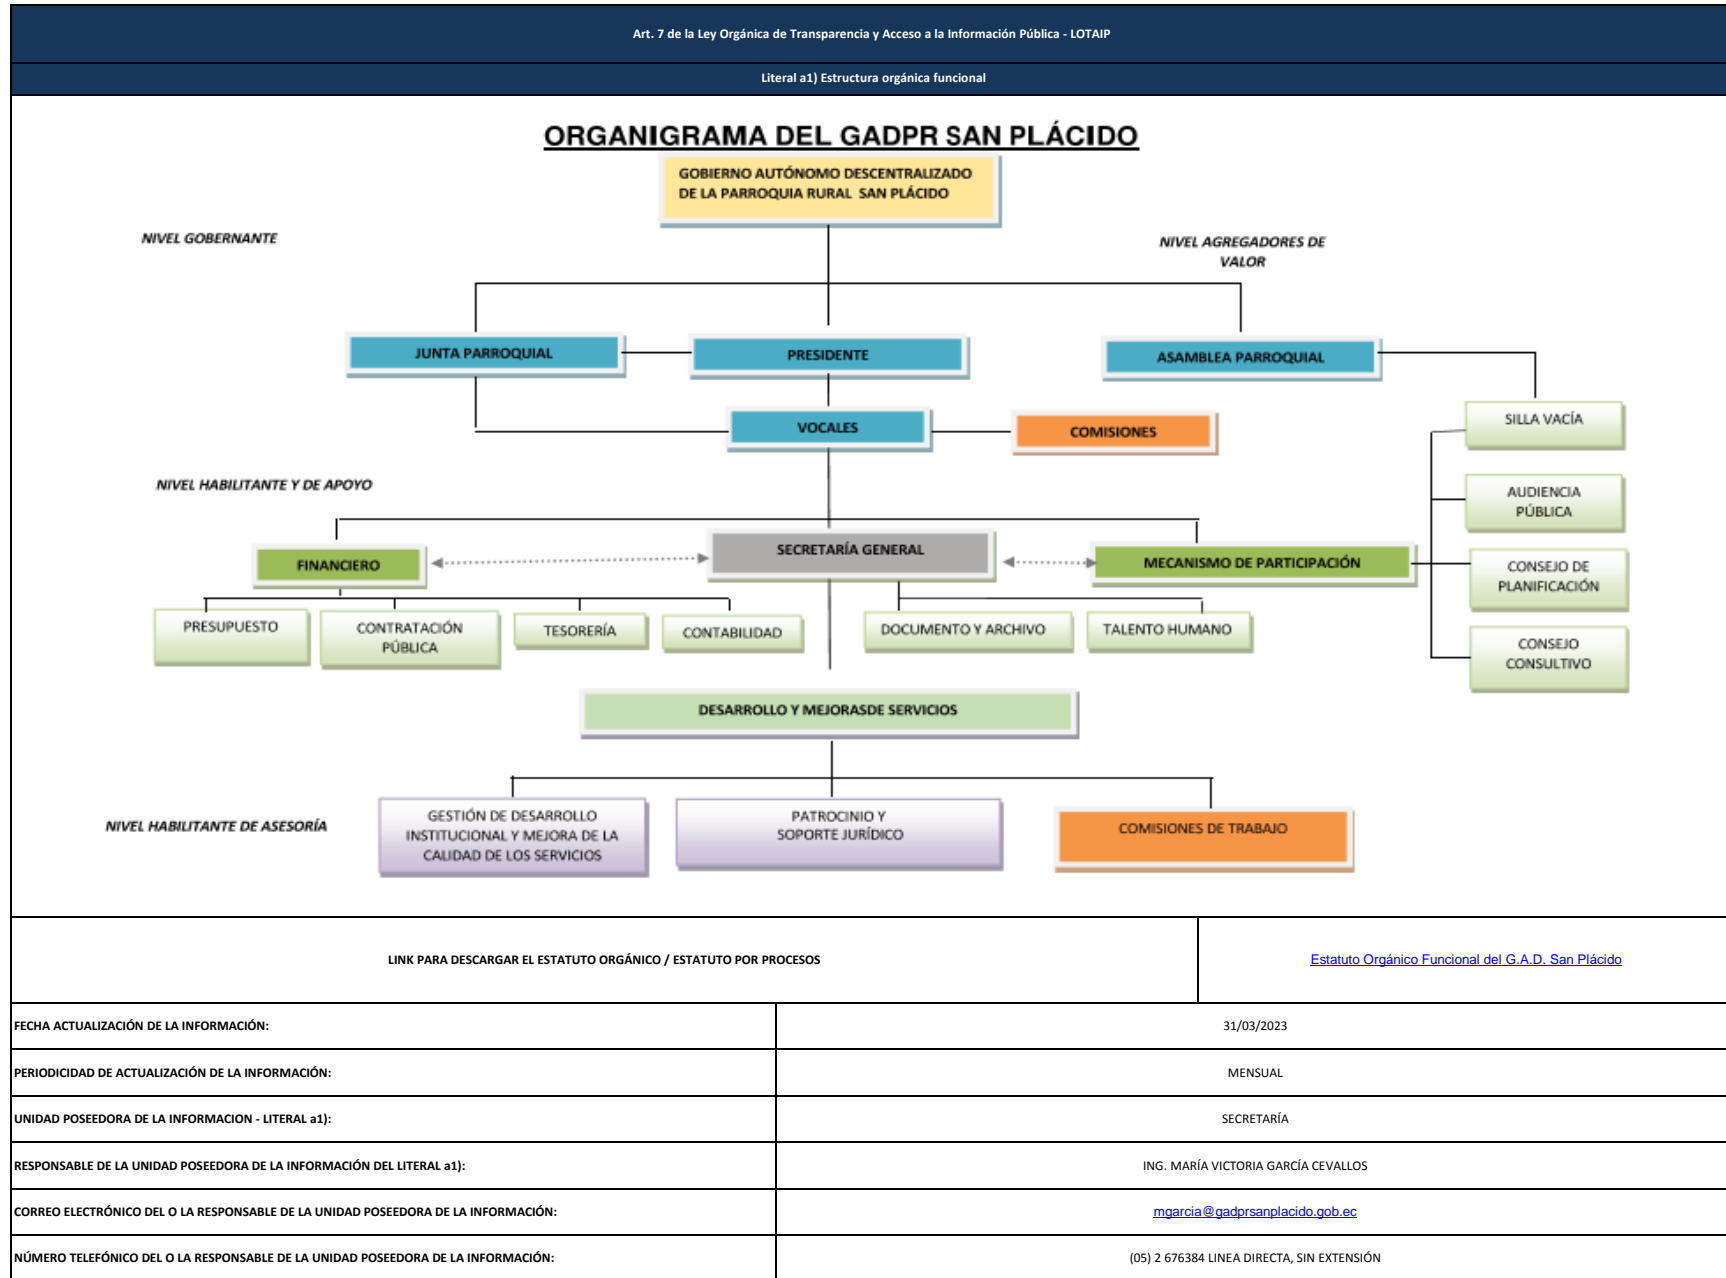 Art. 7 de la Ley Orgánica de Transparencia y Acceso a la Información Pública - LOTAIP
Literal a1) Estructura orgánica funcional
ORGANIGRAMA DEL GADPR SAN PLÁCIDO
GOBIERNO AUTÓNOMO DESCENTRALIZADO
DE LA PARROQUIA RURAL SAN PLÁCIDO
NIVEL GOBERNANTE
NIVEL AGREGADORES DE
VALOR
JUNTA PARROQUIAL
PRESIDENTE
ASAMBLEA PARROQUIAL
VOCALES
COMISIONES
SILLA VACÍA
NIVEL HABILITANTE Y DE APOYO
AUDIENCIA
PÚBLICA
FINANCIERO
SECRETARÍA GENERAL
MECANISMO DE PARTICIPACIÓN
CONSEJO DE
PLANIFICACIÓN
PRESUPUESTO
CONTRATACIÓN
PÚBLICA
TESORERÍA
CONTABILIDAD
DOCUMENTO Y ARCHIVO
TALENTO HUMANO
CONSEJO
CONSULTIVO
DESARROLLO Y MEJORASDE SERVICIOS
NIVEL HABILITANTE DE ASESORÍA
GESTIÓN DE DESARROLLO
INSTITUCIONAL Y MEJORA DE LA
CALIDAD DE LOS SERVICIOS
PATROCINIO Y
SOPORTE JURÍDICO
COMISIONES DE TRABAJO
LINK PARA DESCARGAR EL ESTATUTO ORGÁNICO / ESTATUTO POR PROCESOS
Estatuto Orgánico Funcional del G.A.D. San Plácido
FECHA ACTUALIZACIÓN DE LA INFORMACIÓN:
31/03/2023
PERIODICIDAD DE ACTUALIZACIÓN DE LA INFORMACIÓN:
MENSUAL
UNIDAD POSEEDORA DE LA INFORMACION - LITERAL a1):
SECRETARÍA
RESPONSABLE DE LA UNIDAD POSEEDORA DE LA INFORMACIÓN DEL LITERAL a1):
ING. MARÍA VICTORIA GARCÍA CEVALLOS
CORREO ELECTRÓNICO DEL O LA RESPONSABLE DE LA UNIDAD POSEEDORA DE LA INFORMACIÓN:
mgarcia@gadprsanplacido.gob.ec
NÚMERO TELEFÓNICO DEL O LA RESPONSABLE DE LA UNIDAD POSEEDORA DE LA INFORMACIÓN:
(05) 2 676384 LINEA DIRECTA, SIN EXTENSIÓN